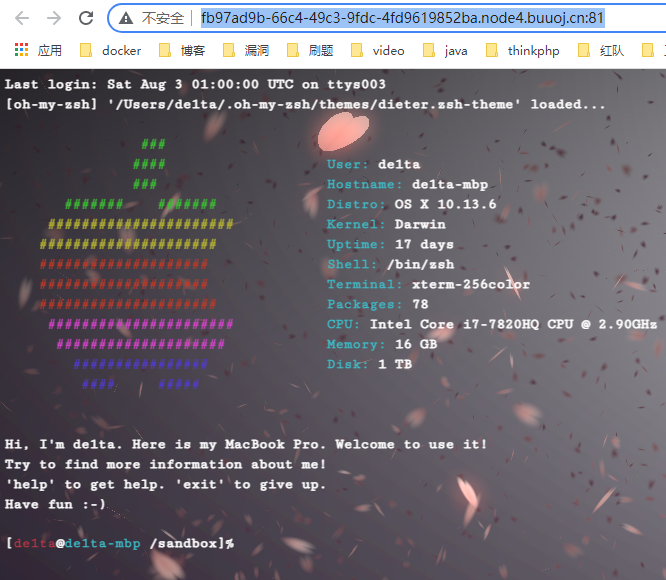 不安全 fb97ad9b-66c4-49c3-9fdc-4fd9619852ba.node4.buuoj.cn:81
应用 docker 博客 漏洞 刷题 video java thinkphp 红队
Last login: Sat Aug 3 01:00:00 UTC on ttys003
[oh-my-zsh] '/Users/de1ta/.oh-my-zsh/themes/dieter.zsh-theme' loaded...
###
#### User: de1ta
### Hostname: de1ta-mbp
####### ####### Distro: OS X 10.13.6
###################### Kernel: Darwin
##################### Uptime: 17 days
#################### Shell: /bin/zsh
#################### Terminal: xterm-256color
##################### Packages: 78
###################### CPU: Intel Core i7-7820HQ CPU @ 2.90GHz
#################### Memory: 16 GB
################ Disk: 1 TB
#### #####
Hi, I'm de1ta. Here is my MacBook Pro. Welcome to use it!
Try to find more information about me!
'help' to get help. 'exit' to give up.
Have fun :-)
[de1ta@de1ta-mbp /sandbox]%